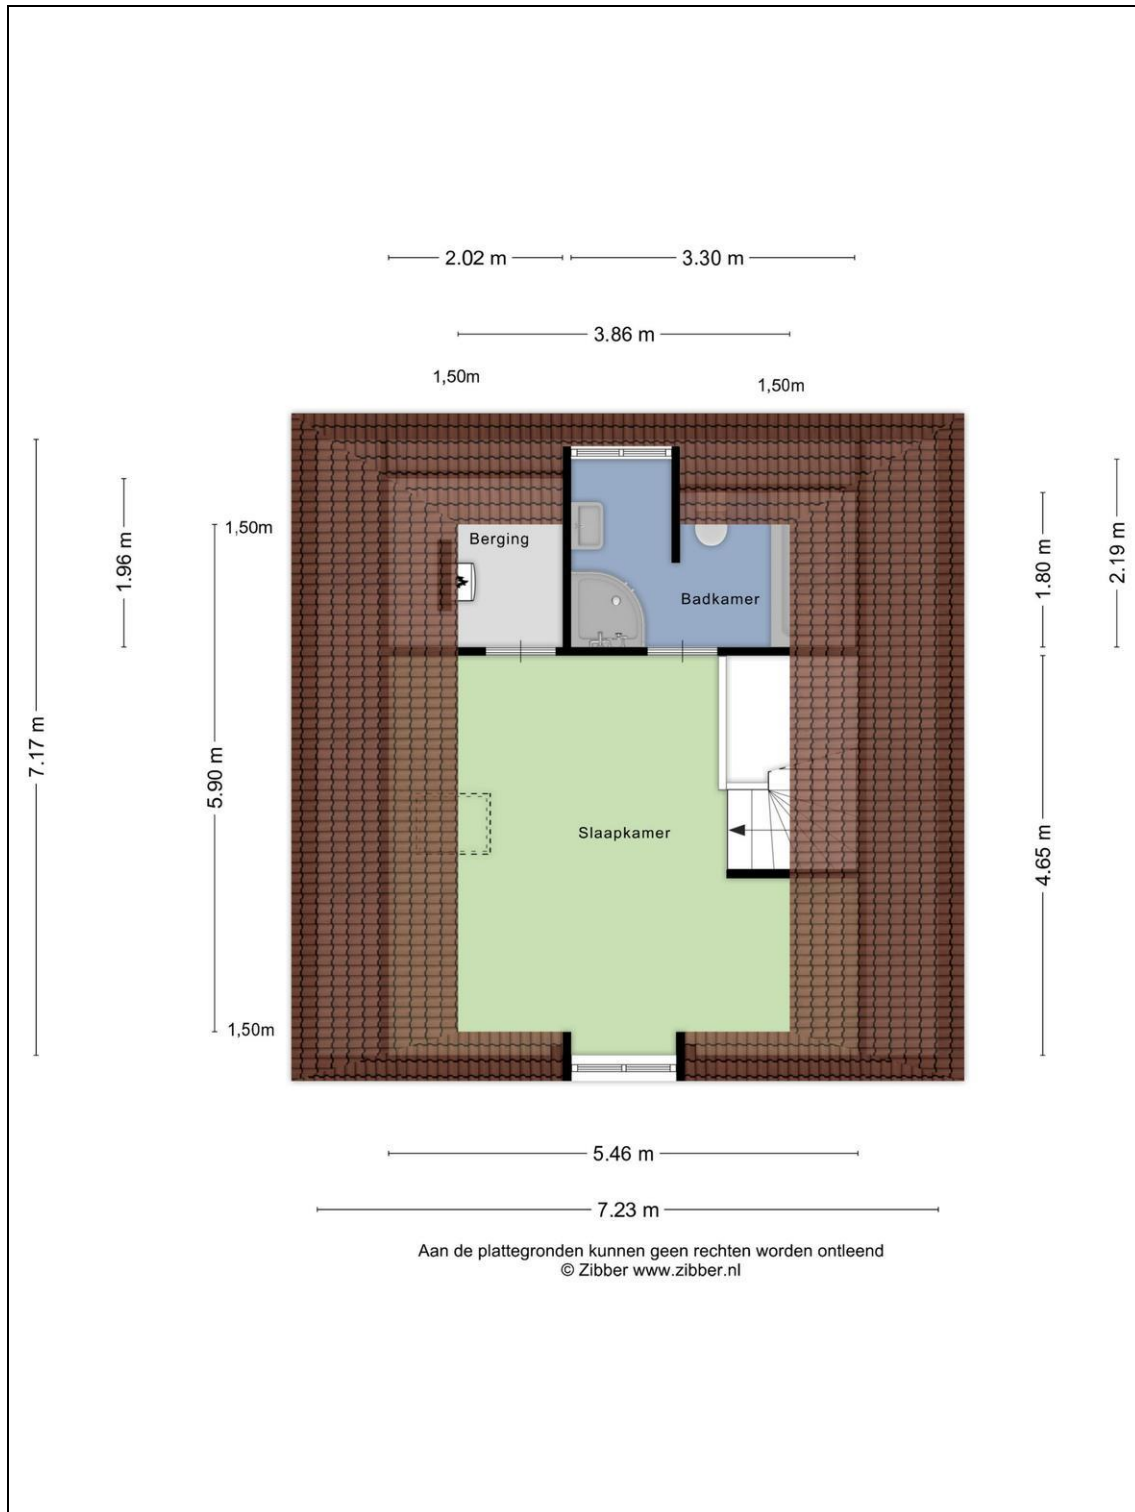 2.02 m
3.30 m
3.86 m
1,50m
1,50m
1,50m
Berging
Badkamer
1.96 m
1.80 m
2.19 m
7.17 m
5.90 m
Slaapkamer
4.65 m
1,50m
5.46 m
7.23 m
Aan de plattegronden kunnen geen rechten worden ontleend
© Zibber www.zibber.nl